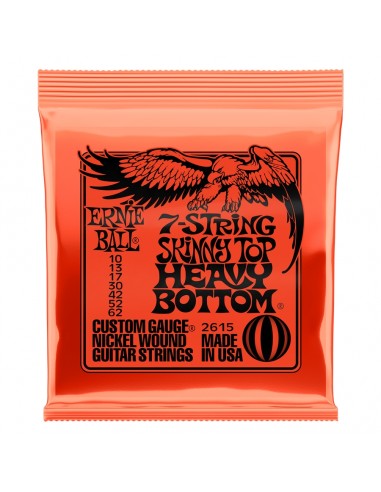 ERNIE
BALL®
7-STRING
SKINNY TOP
HEAVY
BOTTOM®
10
13
17
30
42
52
62
CUSTOM GAUGE® 2615
NICKEL WOUND MADE
GUITAR STRINGS IN USA